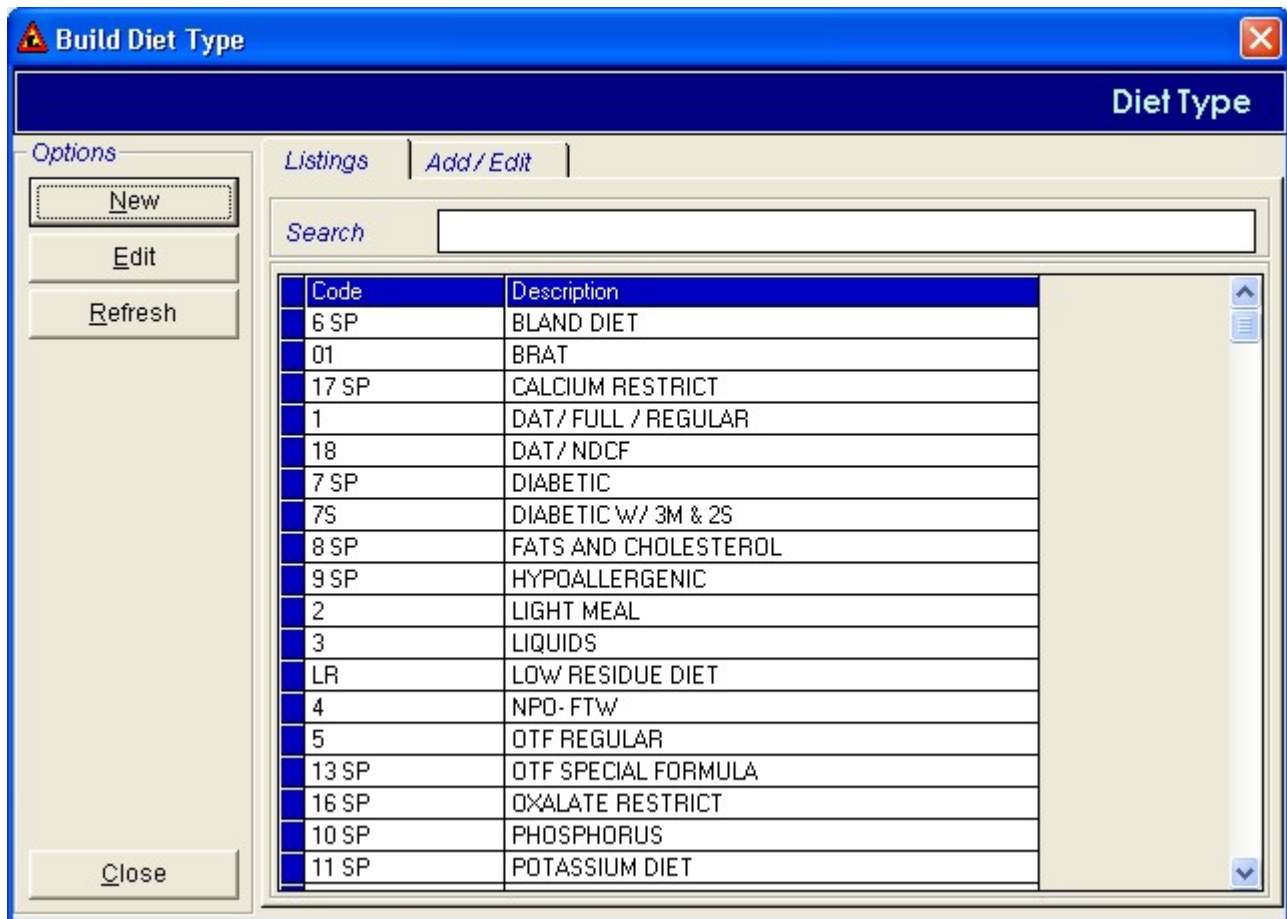 Build Diet Type
Diet Type
Options
New
Edit
Refresh
Close
Listings Add / Edit
Search
Code Description
6 SP BLAND DIET
01 BRAT
17 SP CALCIUM RESTRICT
1 DAT / FULL / REGULAR
18 DAT / NDCF
7 SP DIABETIC
7S DIABETIC W/ 3M & 2S
8 SP FATS AND CHOLESTEROL
9 SP HYPOALLERGENIC
2 LIGHT MEAL
3 LIQUIDS
LR LOW RESIDUE DIET
4 NPO- FTW
5 OTF REGULAR
13 SP OTF SPECIAL FORMULA
16 SP OXALATE RESTRICT
10 SP PHOSPHORUS
11 SP POTASSIUM DIET